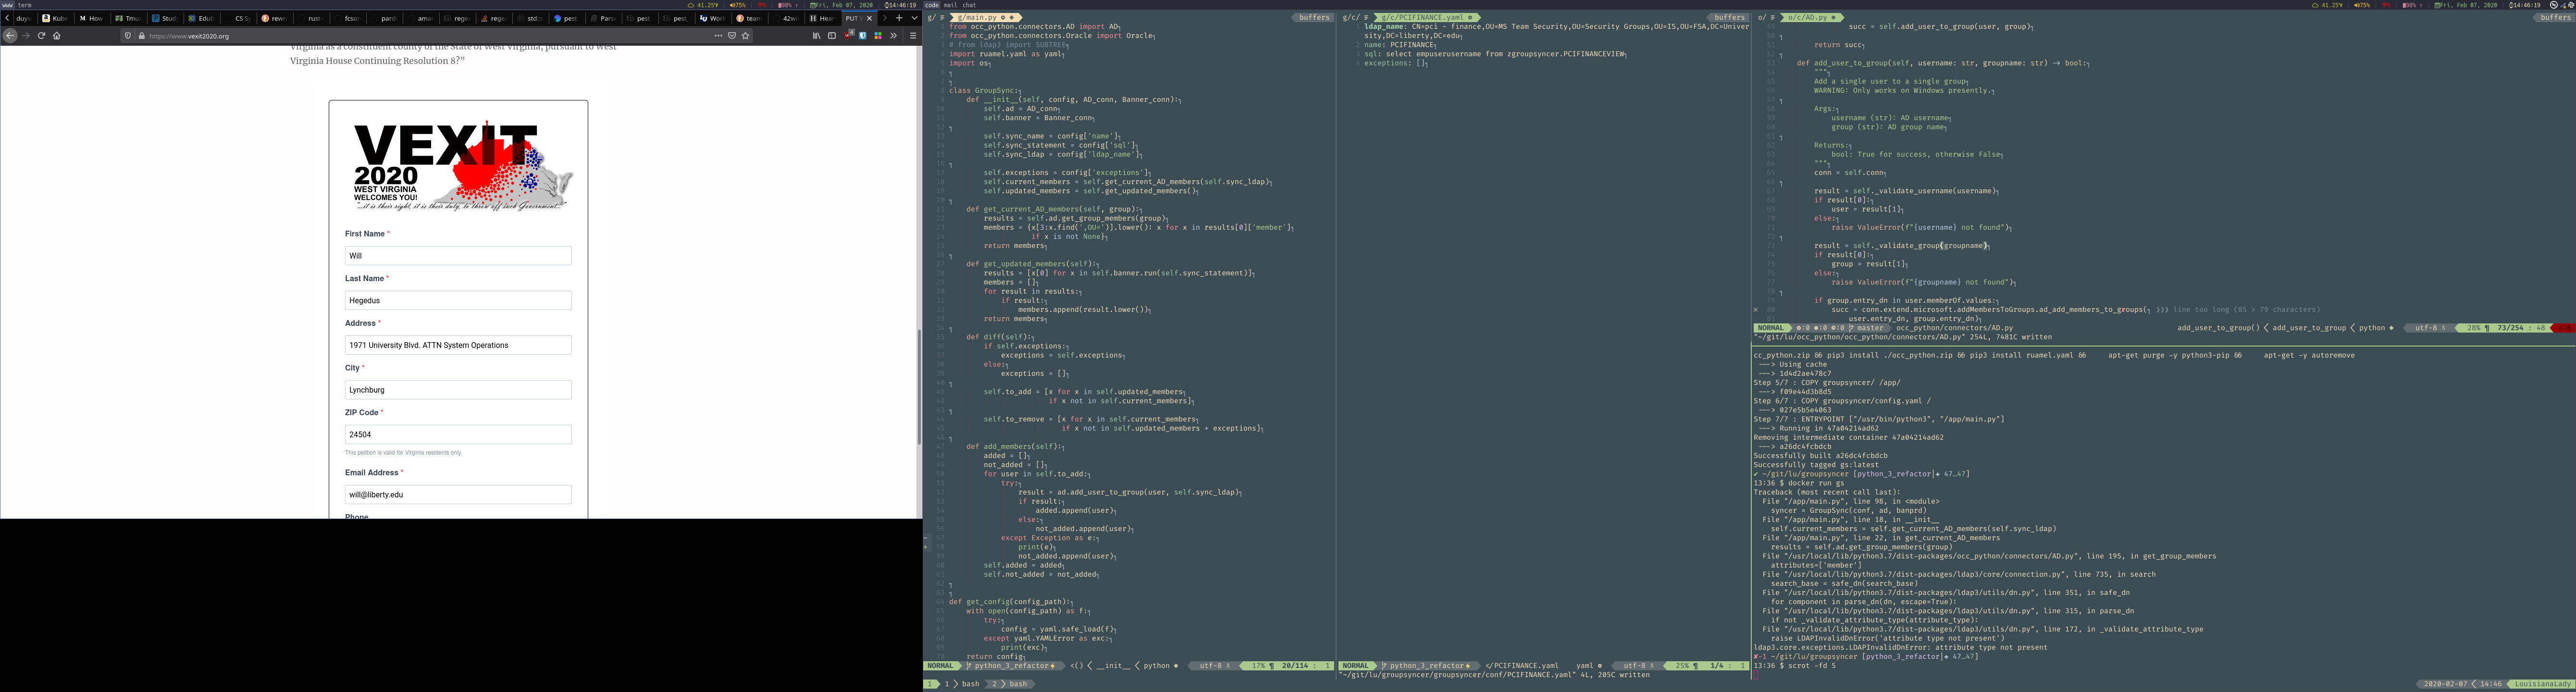 www term
41.25°F 75% 9% 98% Fri, Feb 07, 2020 14:46:19
https://www.vexit2020.org
Virginia as a constituent county of the State of West Virginia, pursuant to West
Virginia House Continuing Resolution 8?”
VEXIT
2020
WEST VIRGINIA
WELCOMES YOU!
"...it is their right, it is their duty, to throw off such Government..."
First Name *
Will
Last Name *
Hegedus
Address *
1971 University Blvd. ATTN System Operations
City *
Lynchburg
ZIP Code *
24504
This petition is valid for Virginia residents only.
Email Address *
will@liberty.edu
Phone
code mail chat
g/main.py
buffers
from occ_python.connectors.AD import AD
from occ_python.connectors.Oracle import Oracle
# from ldap3 import SUBTREE
import ruamel.yaml as yaml
import os
class GroupSync:
def __init__(self, config, AD_conn, Banner_conn):
self.ad = AD_conn
self.banner = Banner_conn
self.sync_name = config['name']
self.sync_statement = config['sql']
self.sync_ldap = config['ldap_name']
self.exceptions = config['exceptions']
self.current_members = self.get_current_AD_members(self.sync_ldap)
self.updated_members = self.get_updated_members()
def get_current_AD_members(self, group):
results = self.ad.get_group_members(group)
members = {x[3:x.find(',OU=')].lower(): x for x in results[0]['member']
if x is not None}
return members
def get_updated_members(self):
results = [x[0] for x in self.banner.run(self.sync_statement)]
members = []
for result in results:
if result:
members.append(result.lower())
return members
def diff(self):
if self.exceptions:
exceptions = self.exceptions
else:
exceptions = []
self.to_add = [x for x in self.updated_members
if x not in self.current_members]
self.to_remove = [x for x in self.current_members
if x not in self.updated_members + exceptions]
def add_members(self):
added = []
not_added = []
for user in self.to_add:
try:
result = ad.add_user_to_group(user, self.sync_ldap)
if result:
added.append(user)
else:
not_added.append(user)
except Exception as e:
print(e)
not_added.append(user)
self.added = added
self.not_added = not_added
def get_config(config_path):
with open(config_path) as f:
try:
config = yaml.safe_load(f)
except yaml.YAMLError as exc:
print(exc)
return config
NORMAL python_3_refactor <() < __init__ < python utf-8 17% 20/114 : 1
1 1 > bash 2 > bash
g/c/ g/c/PCIFINANCE.yaml buffers
ldap_name: CN=pci - finance,OU=MS Team Security,OU=Security Groups,OU=IS,OU=FSA,DC=Univer
sity,DC=liberty,DC=edu
name: PCIFINANCE
sql: select empuserusername from zgroupsyncer.PCIFINANCEVIEW
exceptions: []
NORMAL python_3_refactor </PCIFINANCE.yaml yaml utf-8 25% 1/4 : 1
"~/git/lu/groupsyncer/groupsyncer/conf/PCIFINANCE.yaml" 4L, 205C written
41.25°F 75% 9% 98% Fri, Feb 07, 2020 14:46:19
o/ o/c/AD.py buffers
succ = self.add_user_to_group(user, group)
return succ
def add_user_to_group(self, username: str, groupname: str) -> bool:
"""
Add a single user to a single group
WARNING: Only works on Windows presently.
Args:
username (str): AD username
group (str): AD group name
Returns:
bool: True for success, otherwise False
"""
conn = self.conn
result = self._validate_username(username)
if result[0]:
user = result[1]
else:
raise ValueError(f"{username} not found")
result = self._validate_group(groupname)
if result[0]:
group = result[1]
else:
raise ValueError(f"{groupname} not found")
if group.entry_dn in user.memberOf.values:
succ = conn.extend.microsoft.addMembersToGroups.ad_add_members_to_groups( >>> line too long (85 > 79 characters)
user.entry_dn, group.entry_dn)
NORMAL master occ_python/connectors/AD.py add_user_to_group() < add_user_to_group < python utf-8 28% 73/254 : 48
"~/git/lu/occ_python/occ_python/connectors/AD.py" 254L, 7481C written
cc_python.zip && pip3 install ./occ_python.zip && pip3 install ruamel.yaml && apt-get purge -y python3-pip && apt-get -y autoremove
---> Using cache
---> 1d4d2ae478c7
Step 5/7 : COPY groupsyncer/ /app/
---> f09e44d3b8d5
Step 6/7 : COPY groupsyncer/config.yaml /
---> 027e5b5e4063
Step 7/7 : ENTRYPOINT ["/usr/bin/python3", "/app/main.py"]
---> Running in 47a04214ad62
Removing intermediate container 47a04214ad62
---> a26dc4fcbdcb
Successfully built a26dc4fcbdcb
Successfully tagged gs:latest
✔ ~/git/lu/groupsyncer [python_3_refactor|✚ 47…47]
13:36 $ docker run gs
Traceback (most recent call last):
File "/app/main.py", line 98, in <module>
syncer = GroupSync(conf, ad, banprd)
File "/app/main.py", line 18, in __init__
self.current_members = self.get_current_AD_members(self.sync_ldap)
File "/app/main.py", line 22, in get_current_AD_members
results = self.ad.get_group_members(group)
File "/usr/local/lib/python3.7/dist-packages/occ_python/connectors/AD.py", line 195, in get_group_members
attributes=['member']
File "/usr/local/lib/python3.7/dist-packages/ldap3/core/connection.py", line 735, in search
search_base = safe_dn(search_base)
File "/usr/local/lib/python3.7/dist-packages/ldap3/utils/dn.py", line 351, in safe_dn
for component in parse_dn(dn, escape=True):
File "/usr/local/lib/python3.7/dist-packages/ldap3/utils/dn.py", line 315, in parse_dn
if not _validate_attribute_type(attribute_type):
File "/usr/local/lib/python3.7/dist-packages/ldap3/utils/dn.py", line 172, in _validate_attribute_type
raise LDAPInvalidDnError('attribute type not present')
ldap3.core.exceptions.LDAPInvalidDnError: attribute type not present
✘-1 ~/git/lu/groupsyncer [python_3_refactor|✚ 47…47]
13:36 $ scrot -fd 5
2020-02-07 < 14:46 LouisianaLady